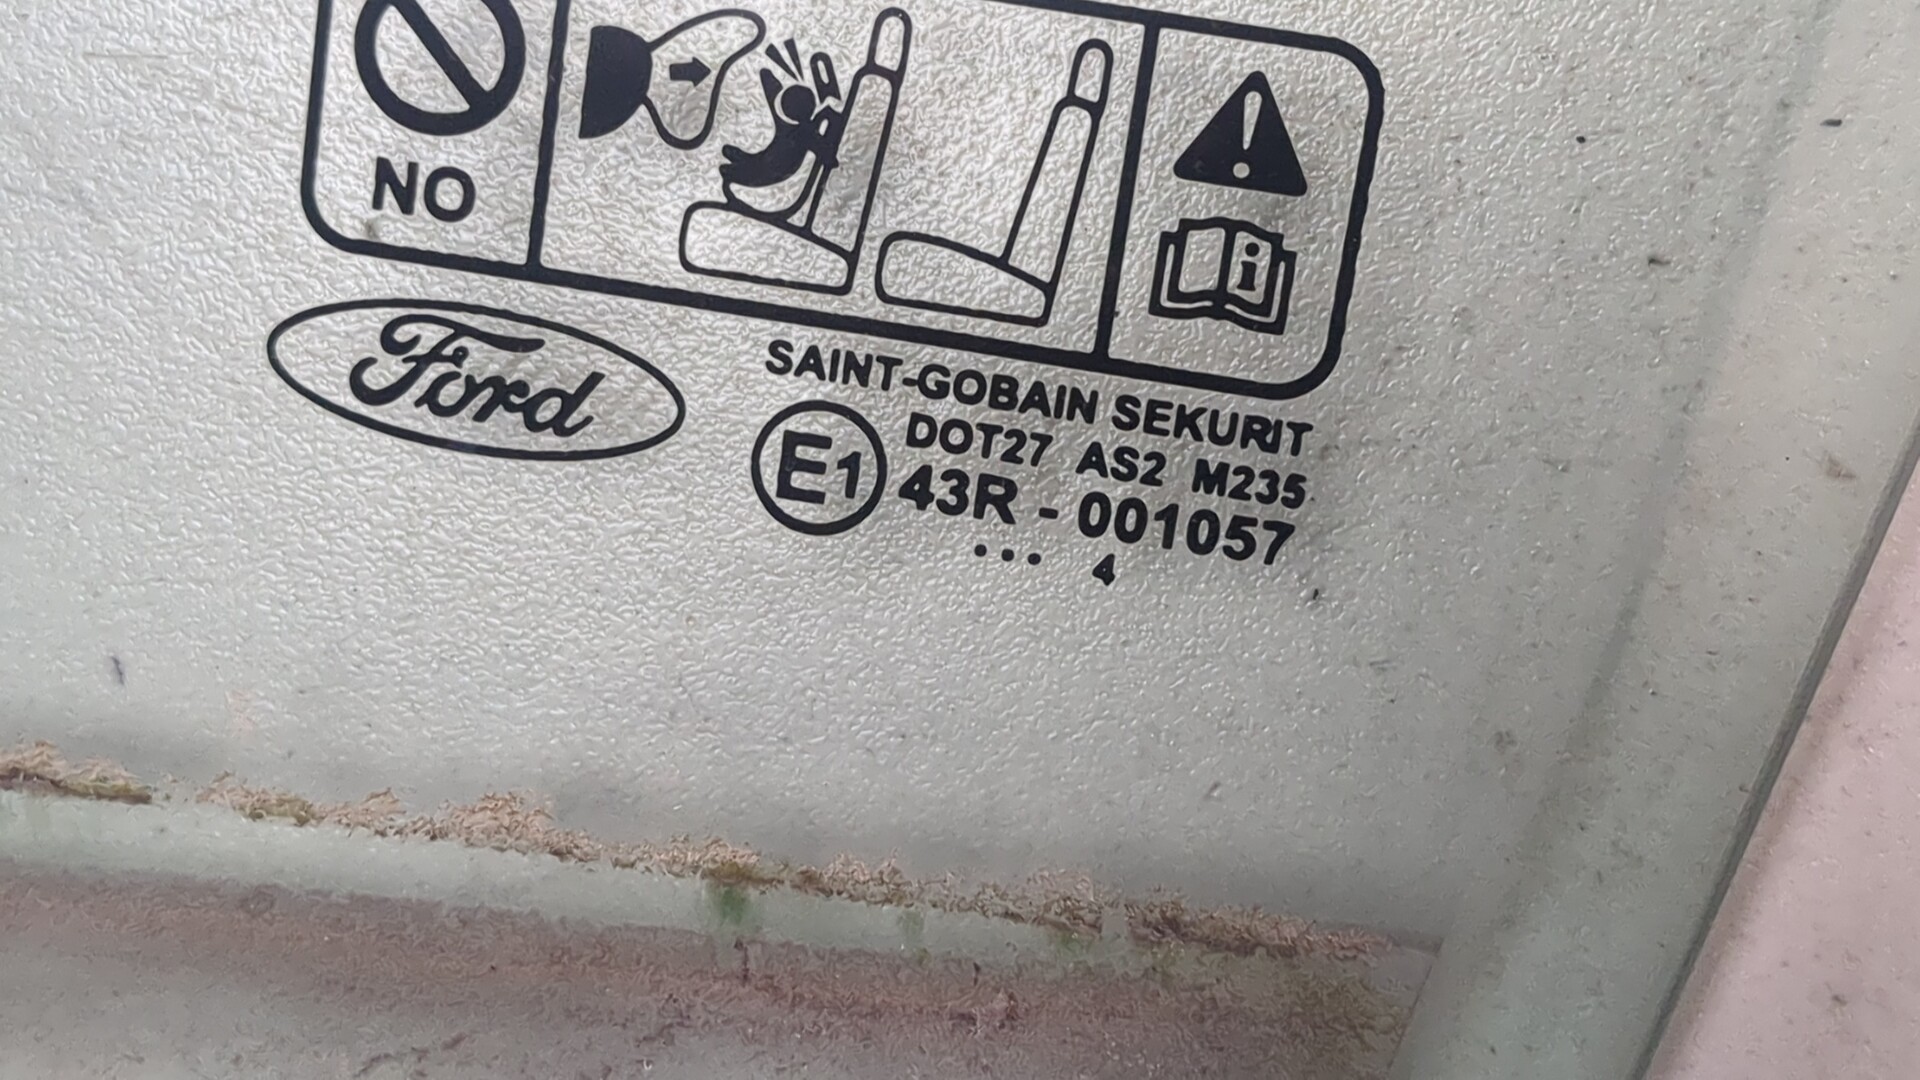 NO
i
Ford
SAINT-GOBAIN SEKURIT
DOT27 AS2 M235
E1 43R - 001057
... 4